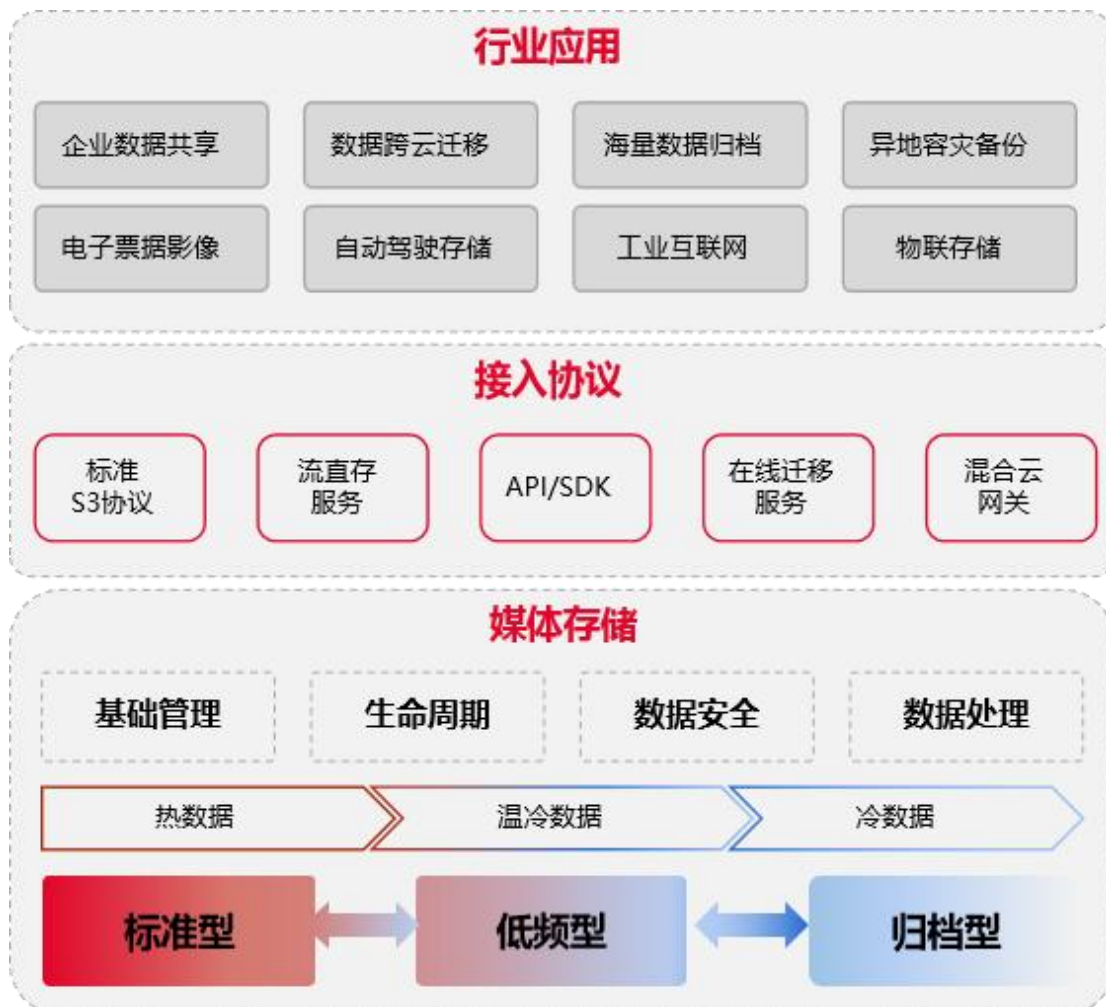 行业应用
企业数据共享
数据跨云迁移
海量数据归档
异地容灾备份
电子票据影像
自动驾驶存储
工业互联网
物联存储
接入协议
标准
S3协议
流直存
服务
API/SDK
在线迁移
服务
混合云
网关
媒体存储
基础管理
生命周期
数据安全
数据处理
热数据
温冷数据
冷数据
标准型
低频型
归档型